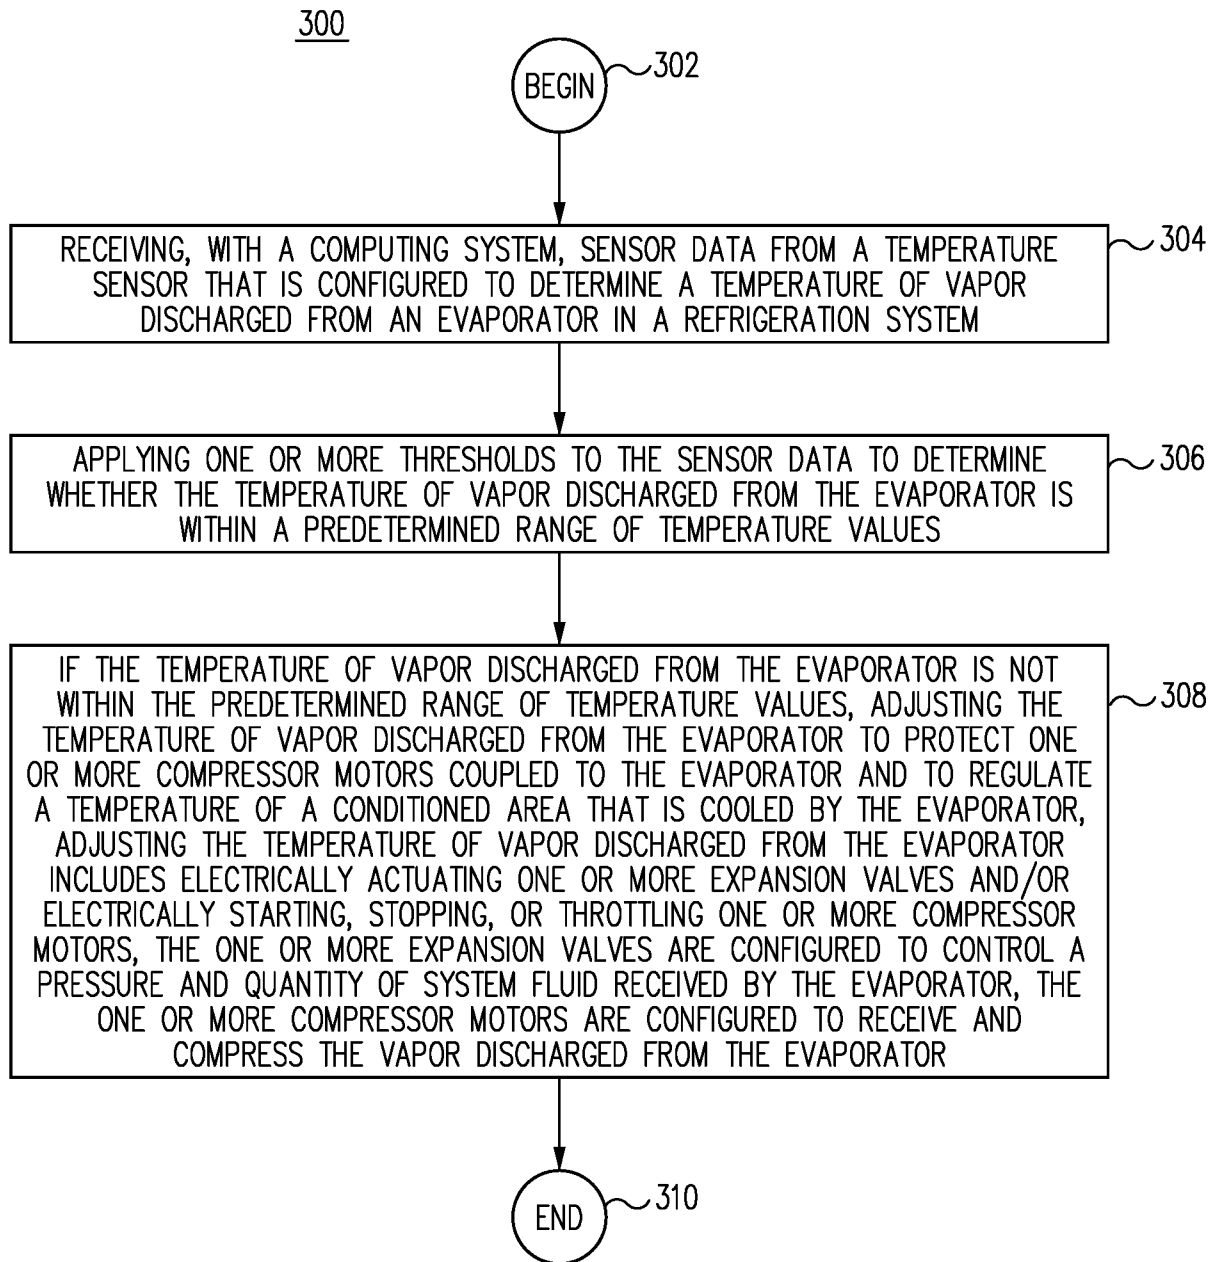 300
BEGIN
302
RECEIVING, WITH A COMPUTING SYSTEM, SENSOR DATA FROM A TEMPERATURE
SENSOR THAT IS CONFIGURED TO DETERMINE A TEMPERATURE OF VAPOR
DISCHARGED FROM AN EVAPORATOR IN A REFRIGERATION SYSTEM
304
APPLYING ONE OR MORE THRESHOLDS TO THE SENSOR DATA TO DETERMINE
WHETHER THE TEMPERATURE OF VAPOR DISCHARGED FROM THE EVAPORATOR IS
WITHIN A PREDETERMINED RANGE OF TEMPERATURE VALUES
306
IF THE TEMPERATURE OF VAPOR DISCHARGED FROM THE EVAPORATOR IS NOT
WITHIN THE PREDETERMINED RANGE OF TEMPERATURE VALUES, ADJUSTING THE
TEMPERATURE OF VAPOR DISCHARGED FROM THE EVAPORATOR TO PROTECT ONE
OR MORE COMPRESSOR MOTORS COUPLED TO THE EVAPORATOR AND TO REGULATE
A TEMPERATURE OF A CONDITIONED AREA THAT IS COOLED BY THE EVAPORATOR,
ADJUSTING THE TEMPERATURE OF VAPOR DISCHARGED FROM THE EVAPORATOR
INCLUDES ELECTRICALLY ACTUATING ONE OR MORE EXPANSION VALVES AND/OR
ELECTRICALLY STARTING, STOPPING, OR THROTTLING ONE OR MORE COMPRESSOR
MOTORS, THE ONE OR MORE EXPANSION VALVES ARE CONFIGURED TO CONTROL A
PRESSURE AND QUANTITY OF SYSTEM FLUID RECEIVED BY THE EVAPORATOR, THE
ONE OR MORE COMPRESSOR MOTORS ARE CONFIGURED TO RECEIVE AND
COMPRESS THE VAPOR DISCHARGED FROM THE EVAPORATOR
308
END
310